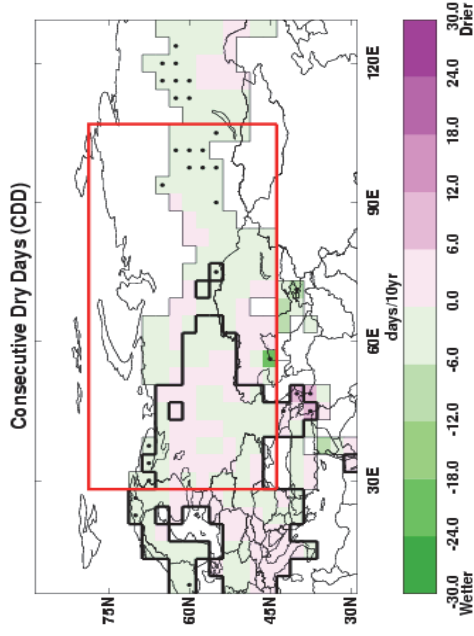 Consecutive Dry Days (CDD)
75N
60N
45N
30N
30E 60E 90E 120E
days/10yr
-30.0 -24.0 -18.0 -12.0 -6.0 0.0 6.0 12.0 18.0 24.0 30.0
Wetter Drier